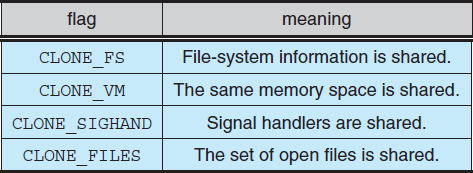 flag meaning
CLONE_FS File-system information is shared.
CLONE_VM The same memory space is shared.
CLONE_SIGHAND Signal handlers are shared.
CLONE_FILES The set of open files is shared.